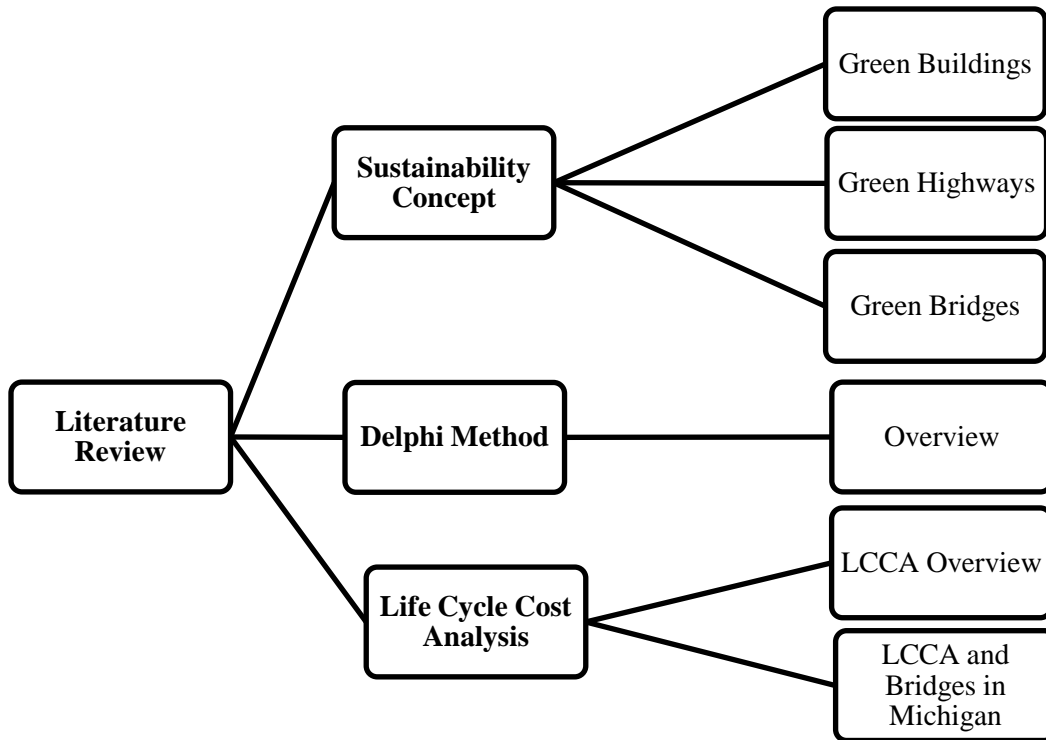 Literature
Review
Sustainability
Concept
Green Buildings
Green Highways
Green Bridges
Delphi Method
Overview
Life Cycle Cost
Analysis
LCCA Overview
LCCA and
Bridges in
Michigan